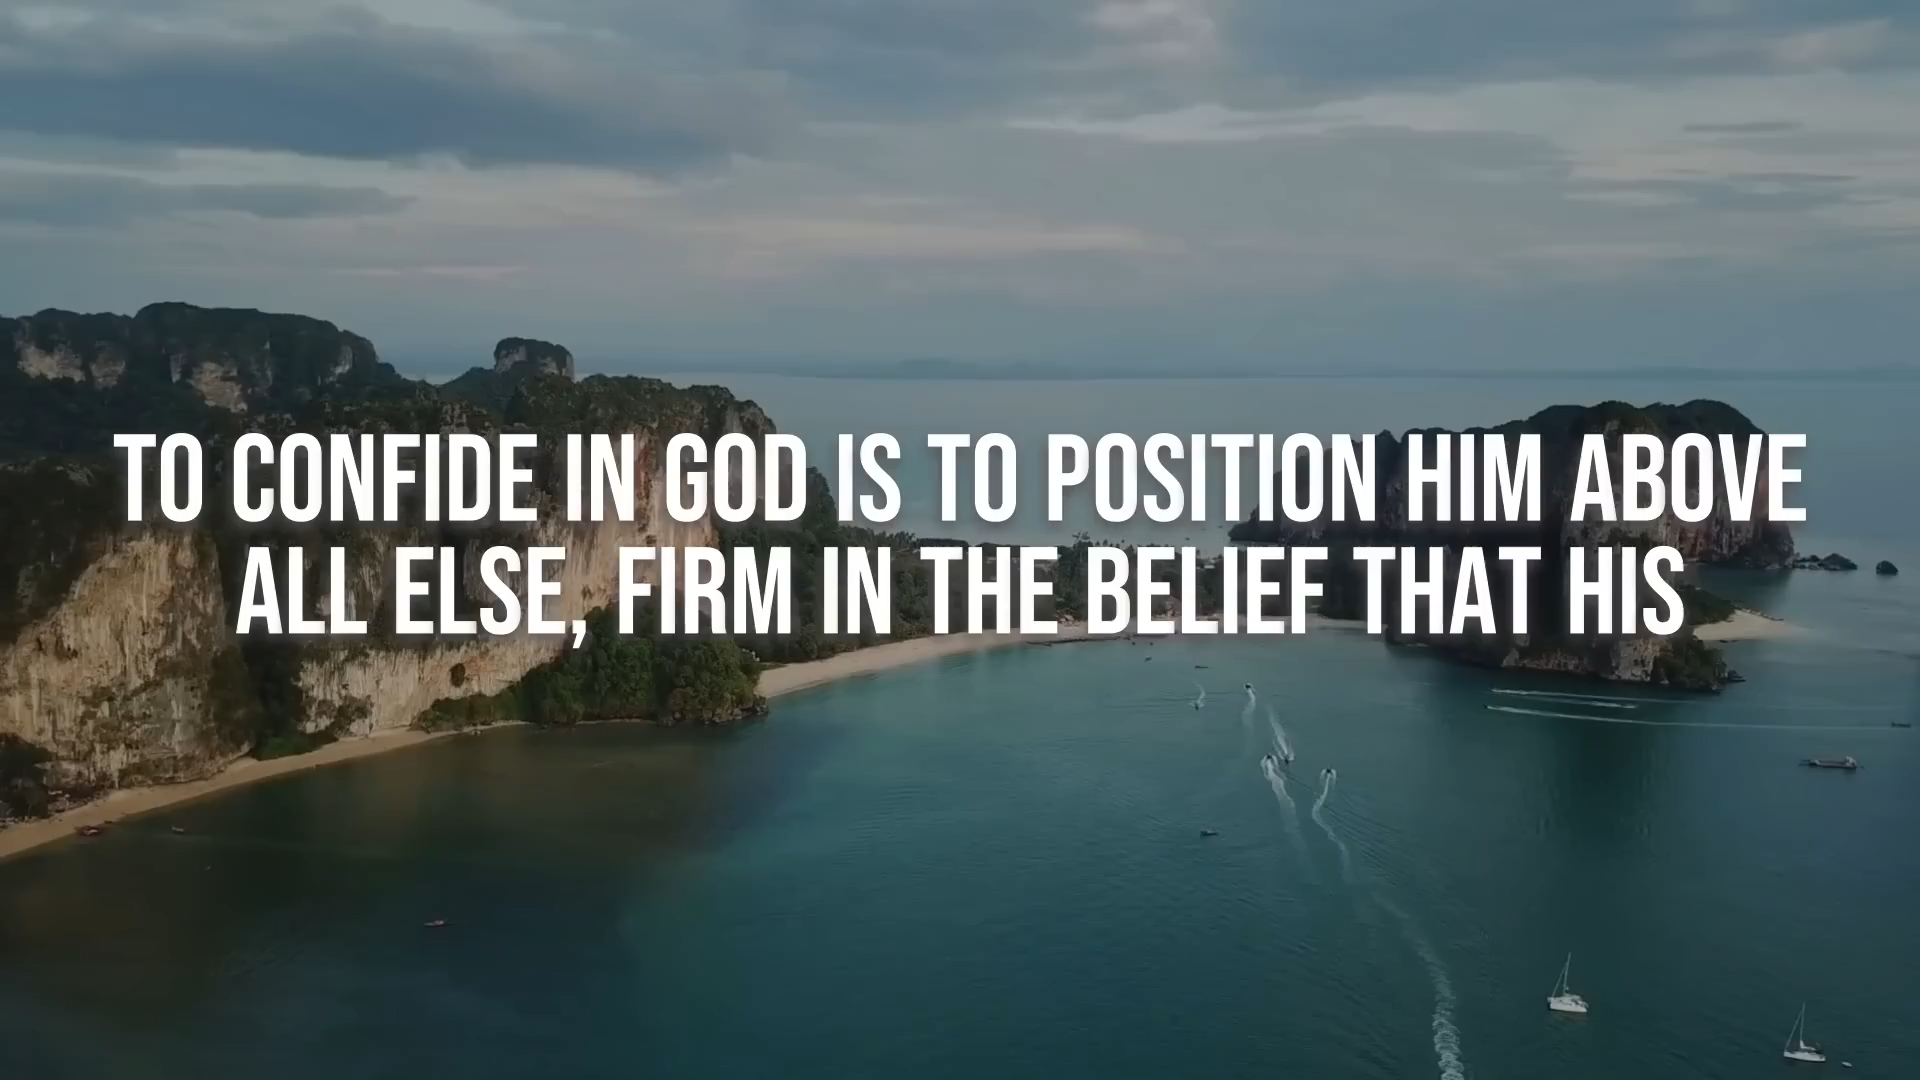 TO CONFIDE IN GOD IS TO POSITION HIM ABOVE
ALL ELSE, FIRM IN THE BELIEF THAT HIS